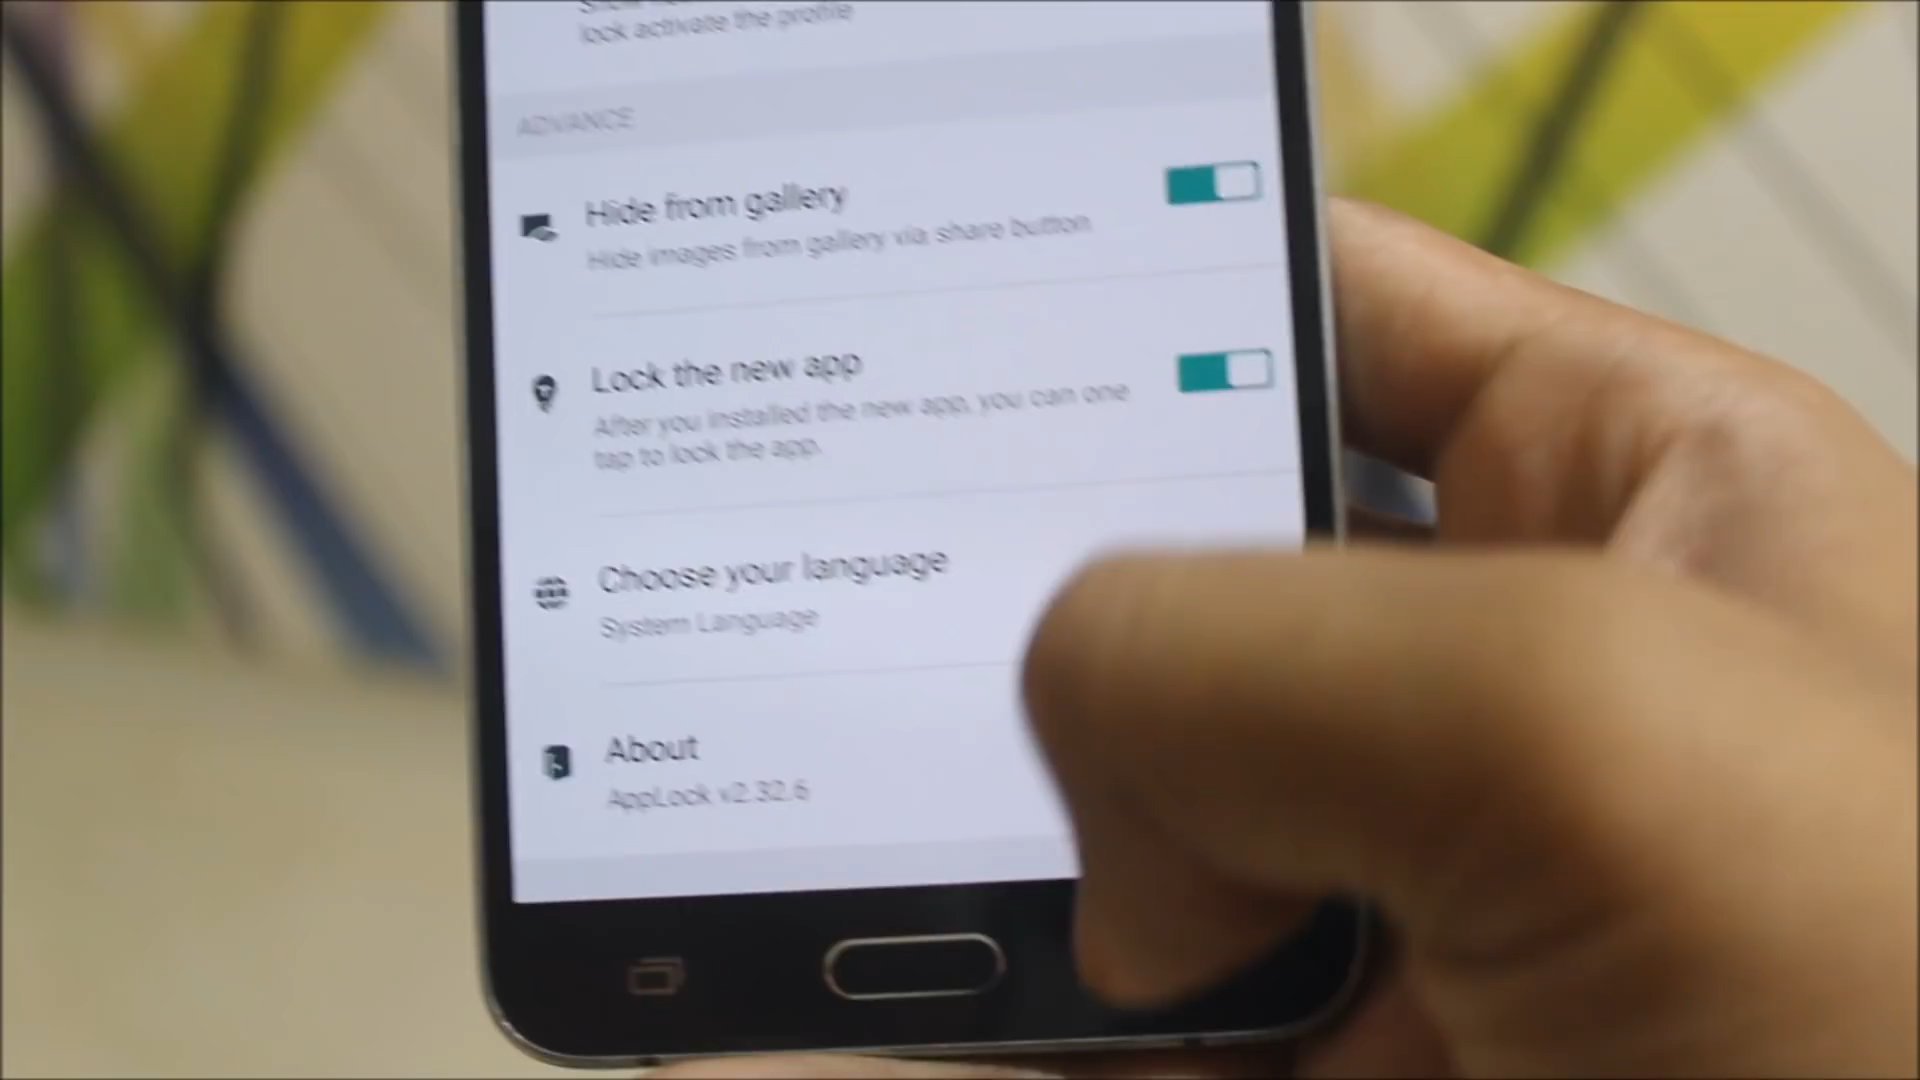 lock activate the profile
ADVANCE
Hide from gallery
Hide images from gallery via share button
Lock the new app
After you installed the new app, you can one
tap to lock the app.
Choose your language
System Language
About
AppLock v2.32.6